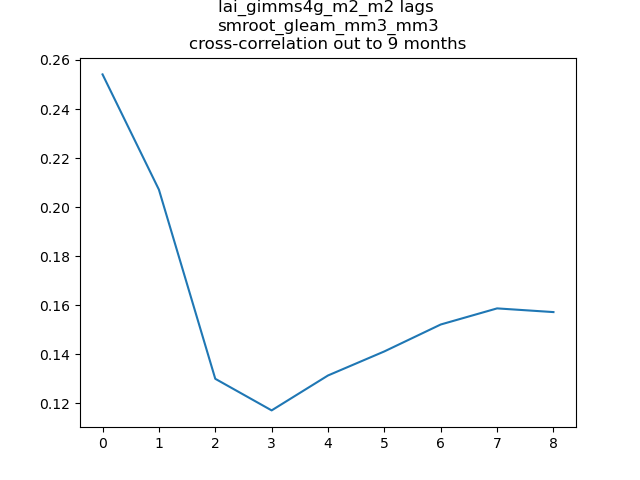 lai_gimms4g_m2_m2 lags
smroot_gleam_mm3_mm3
cross-correlation out to 9 months
0.26
0.24
0.22
0.20
0.18
0.16
0.14
0.12
0 1 2 3 4 5 6 7 8